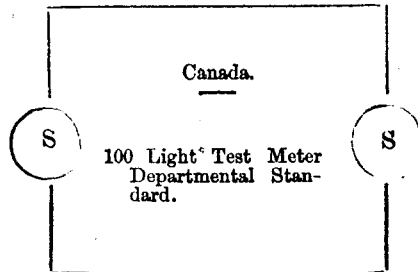 Canada.
S
S
100 Light Test Meter
Departmental Stan-
dard.